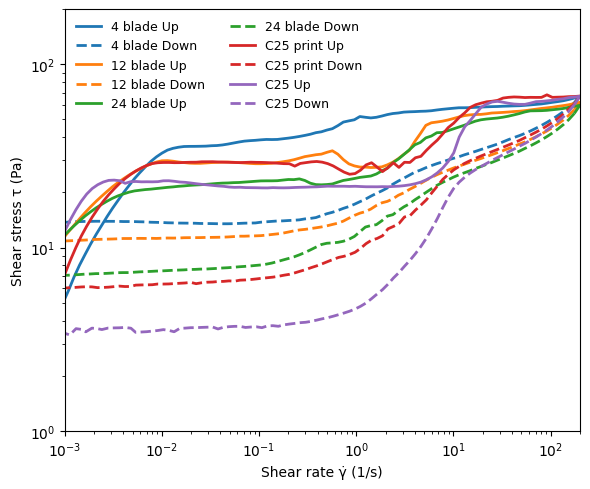 4 blade Up
4 blade Down
12 blade Up
12 blade Down
24 blade Up
24 blade Down
C25 print Up
C25 print Down
C25 Up
C25 Down
Shear stress τ (Pa)
10²
10¹
10⁰
10⁻³ 10⁻² 10⁻¹ 10⁰ 10¹ 10²
Shear rate γ̇ (1/s)